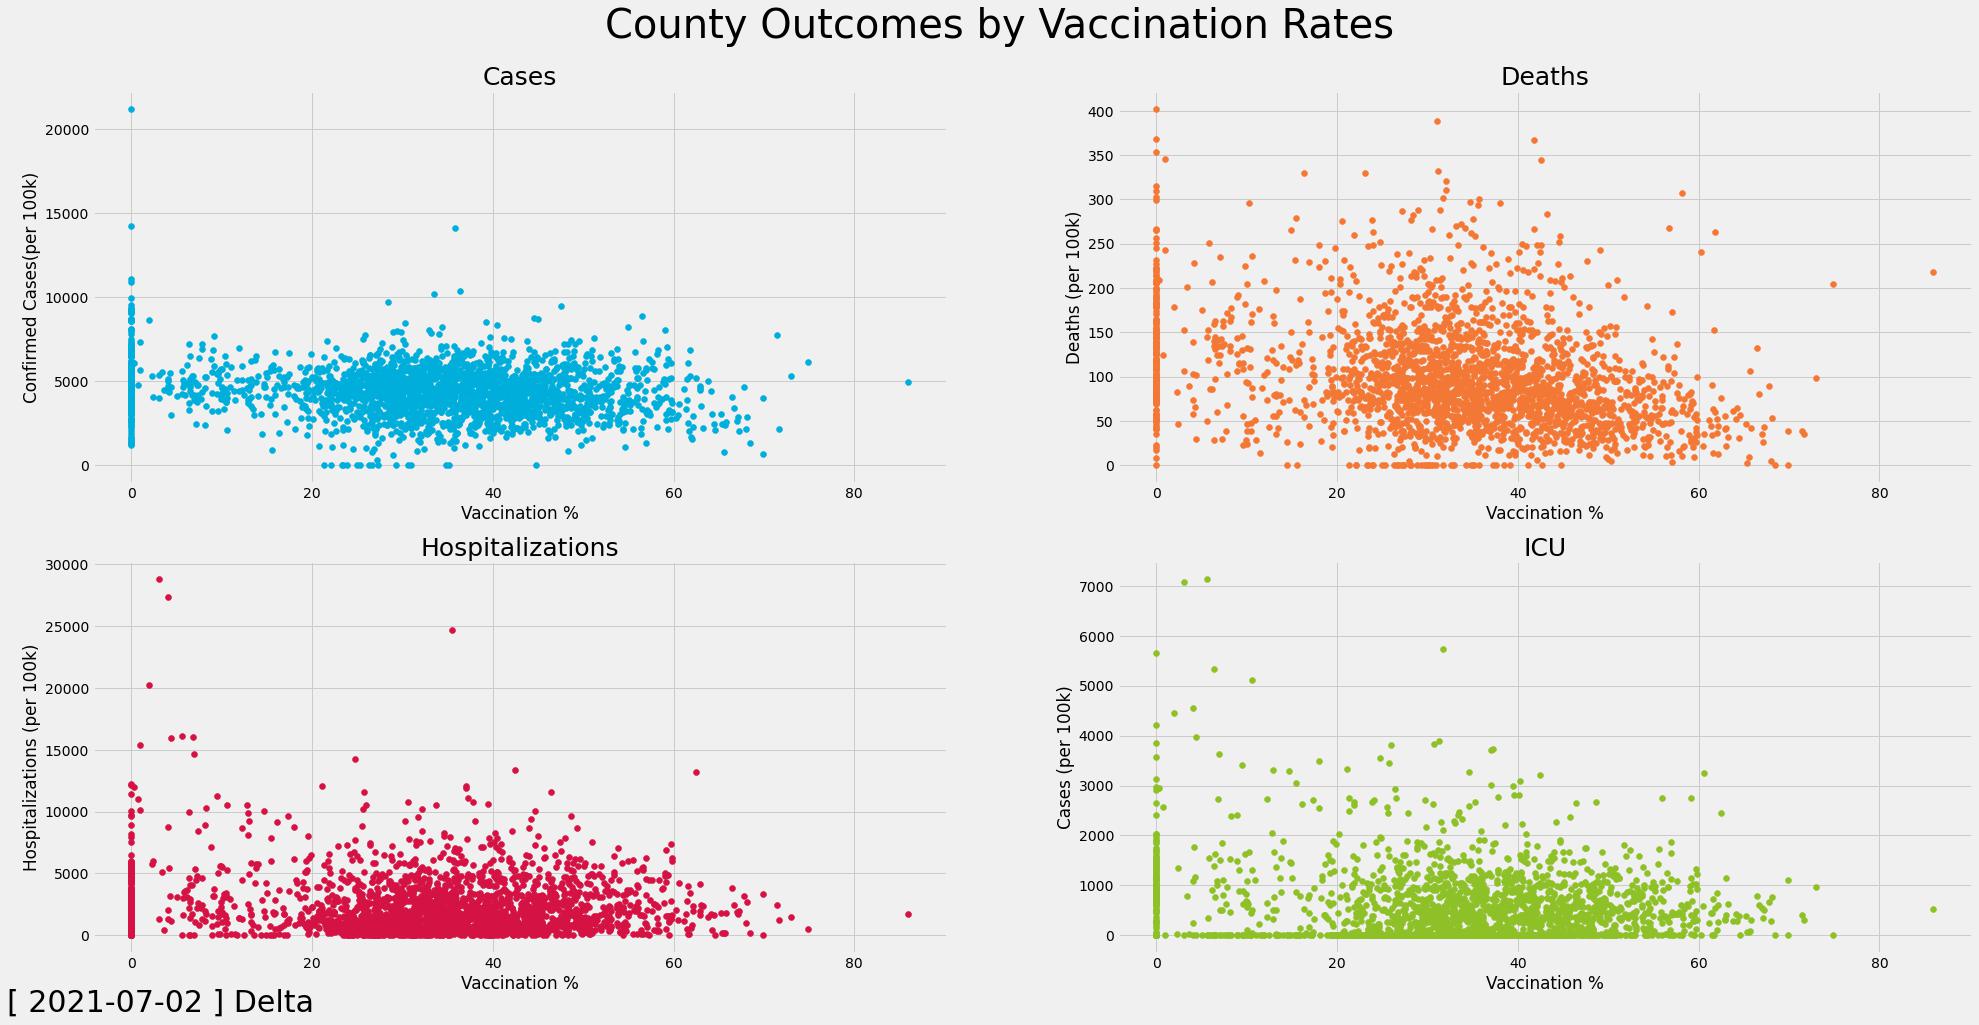 County Outcomes by Vaccination Rates
Cases
Confirmed Cases(per 100k)
20000
15000
10000
5000
0
0 20 40 60 80
Vaccination %
Deaths
Deaths (per 100k)
400
350
300
250
200
150
100
50
0
0 20 40 60 80
Vaccination %
Hospitalizations
Hospitalizations (per 100k)
30000
25000
20000
15000
10000
5000
0
0 20 40 60 80
Vaccination %
ICU
Cases (per 100k)
7000
6000
5000
4000
3000
2000
1000
0
0 20 40 60 80
Vaccination %
[ 2021-07-02 ] Delta